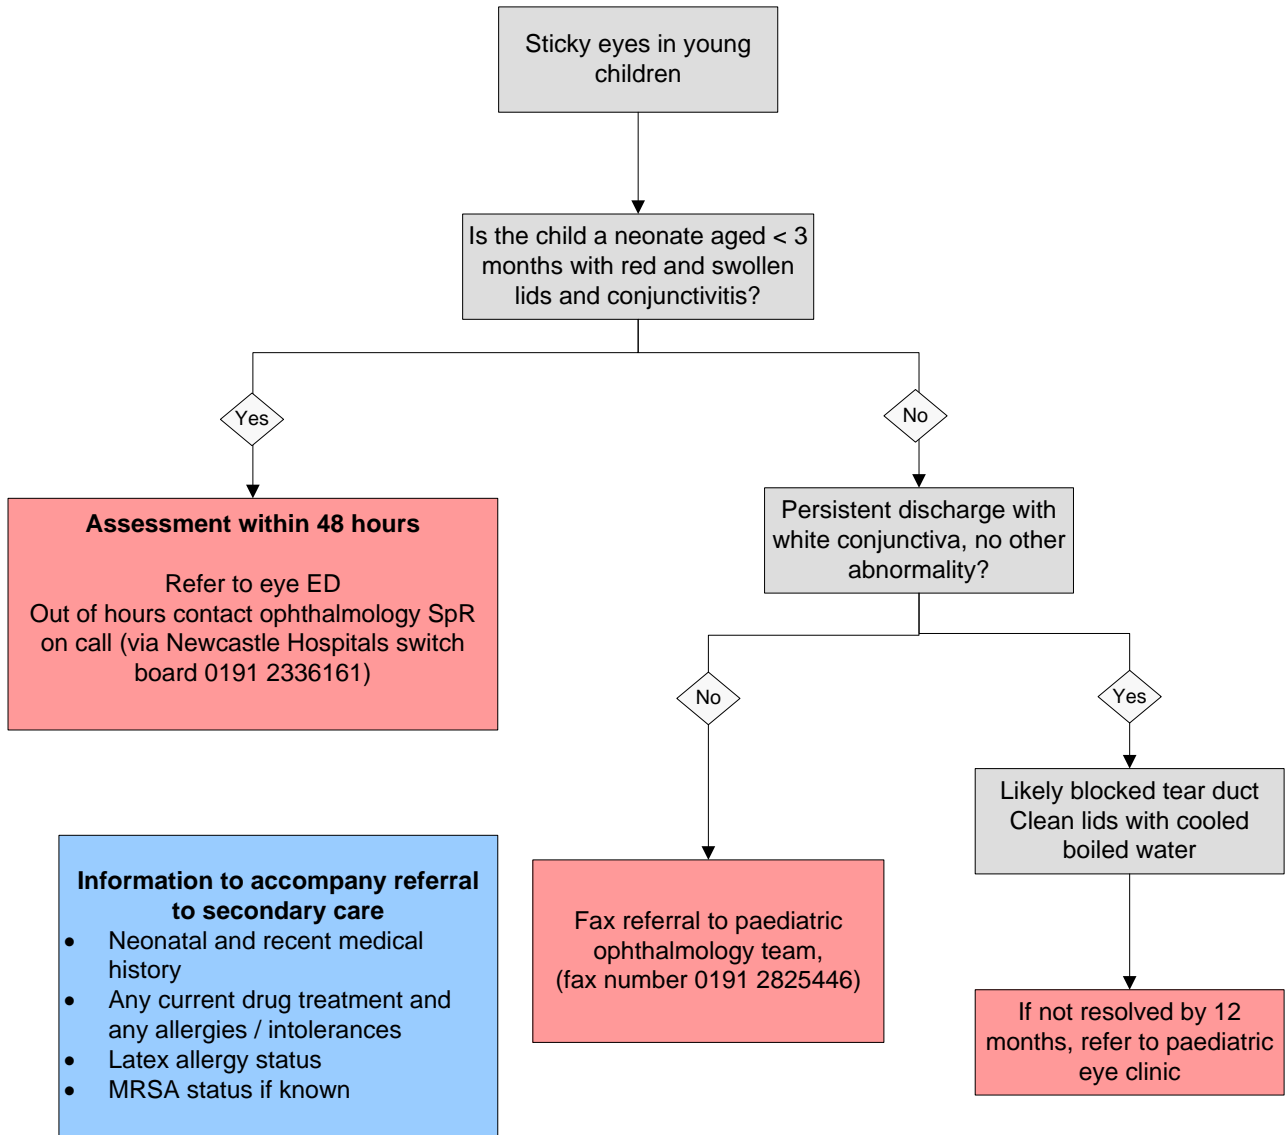 Sticky eyes in young
children
Is the child a neonate aged < 3
months with red and swollen
lids and conjunctivitis?
Yes
No
Assessment within 48 hours
Refer to eye ED
Out of hours contact ophthalmology SpR
on call (via Newcastle Hospitals switch
board 0191 2336161)
Persistent discharge with
white conjunctiva, no other
abnormality?
No
Yes
Likely blocked tear duct
Clean lids with cooled
boiled water
Information to accompany referral
to secondary care
• Neonatal and recent medical
history
• Any current drug treatment and
any allergies / intolerances
• Latex allergy status
• MRSA status if known
Fax referral to paediatric
ophthalmology team,
(fax number 0191 2825446)
If not resolved by 12
months, refer to paediatric
eye clinic